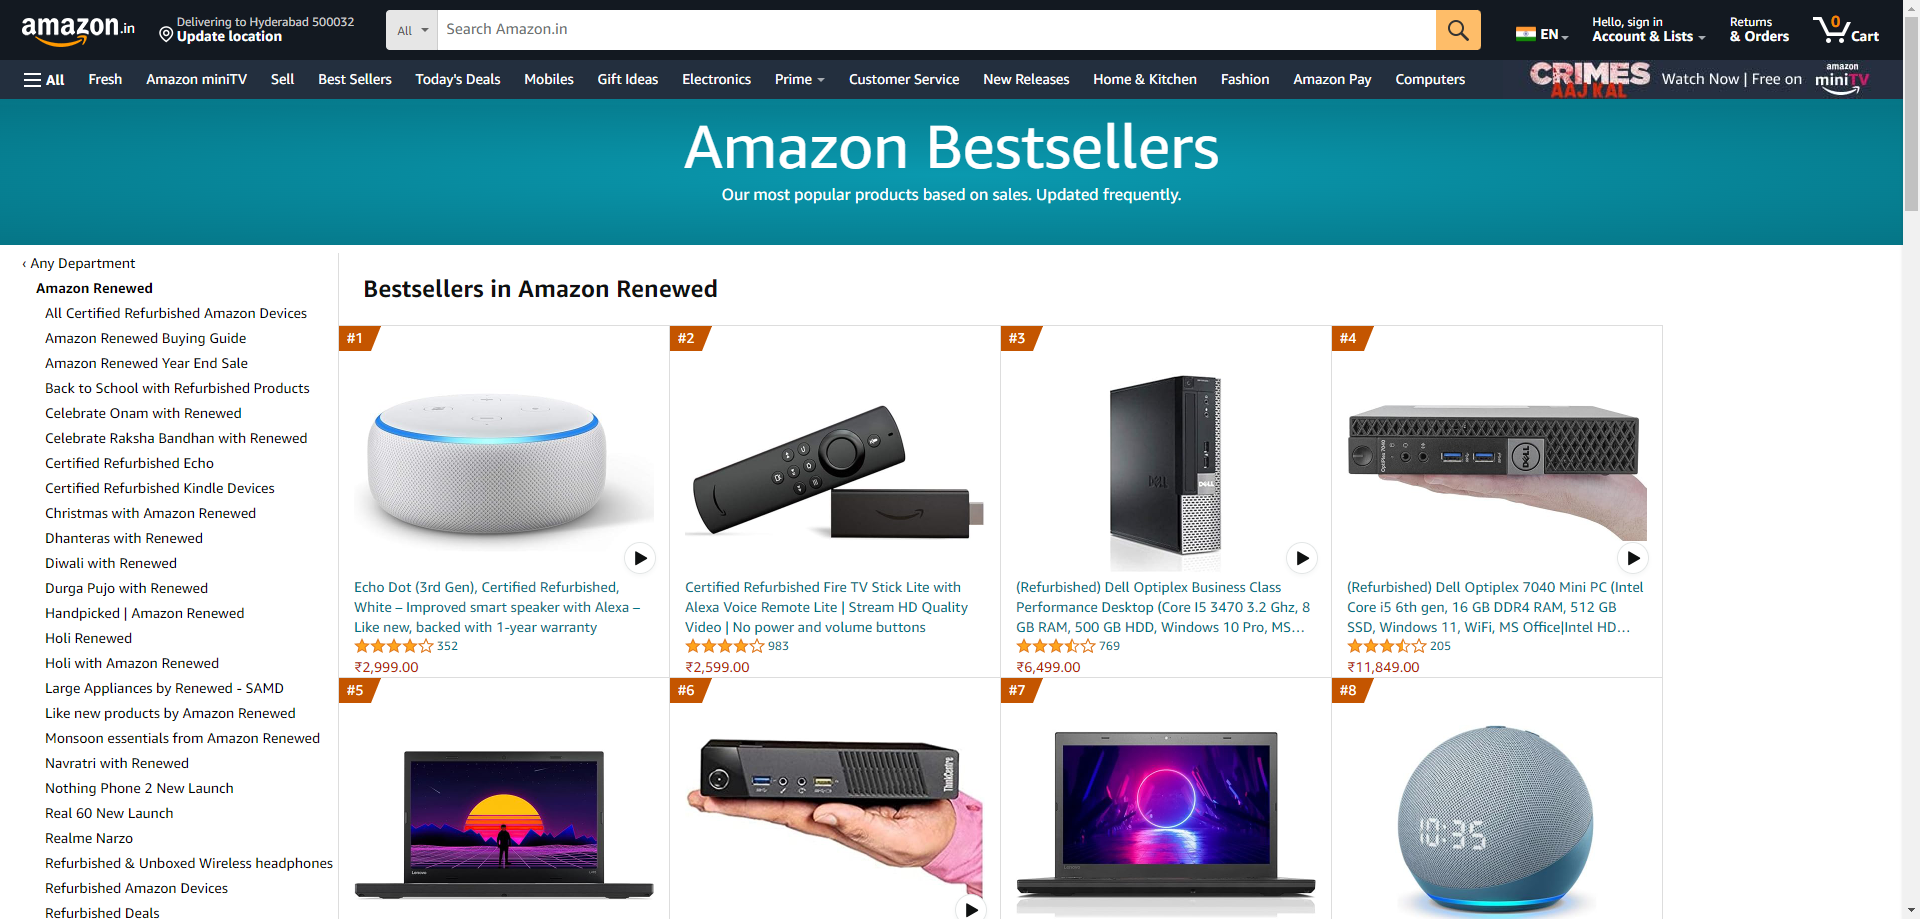 amazon.in
Delivering to Hyderabad 500032
Update location
All
Search Amazon.in
EN
Hello, sign in
Account & Lists
Returns
& Orders
0
Cart
All
Fresh
Amazon miniTV
Sell
Best Sellers
Today's Deals
Mobiles
Gift Ideas
Electronics
Prime
Customer Service
New Releases
Home & Kitchen
Fashion
Amazon Pay
Computers
CRIMES
AAJ KAL
Watch Now | Free on
amazon
miniTV
Amazon Bestsellers
Our most popular products based on sales. Updated frequently.
‹ Any Department
Amazon Renewed
All Certified Refurbished Amazon Devices
Amazon Renewed Buying Guide
Amazon Renewed Year End Sale
Back to School with Refurbished Products
Celebrate Onam with Renewed
Celebrate Raksha Bandhan with Renewed
Certified Refurbished Echo
Certified Refurbished Kindle Devices
Christmas with Amazon Renewed
Dhanteras with Renewed
Diwali with Renewed
Durga Pujo with Renewed
Handpicked | Amazon Renewed
Holi Renewed
Holi with Amazon Renewed
Large Appliances by Renewed - SAMD
Like new products by Amazon Renewed
Monsoon essentials from Amazon Renewed
Navratri with Renewed
Nothing Phone 2 New Launch
Real 60 New Launch
Realme Narzo
Refurbished & Unboxed Wireless headphones
Refurbished Amazon Devices
Refurbished Deals
Bestsellers in Amazon Renewed
#1
Echo Dot (3rd Gen), Certified Refurbished,
White – Improved smart speaker with Alexa –
Like new, backed with 1-year warranty
352
₹2,999.00
#2
Certified Refurbished Fire TV Stick Lite with
Alexa Voice Remote Lite | Stream HD Quality
Video | No power and volume buttons
983
₹2,599.00
#3
DELL
DELL
(Refurbished) Dell Optiplex Business Class
Performance Desktop (Core I5 3470 3.2 Ghz, 8
GB RAM, 500 GB HDD, Windows 10 Pro, MS...
769
₹6,499.00
#4
OptiPlex 7040
DELL
(Refurbished) Dell Optiplex 7040 Mini PC (Intel
Core i5 6th gen, 16 GB DDR4 RAM, 512 GB
SSD, Windows 11, WiFi, MS Office|Intel HD...
205
₹11,849.00
#5
Lenovo
#6
ThinkCentre
#7
Lenovo
#8
10:35